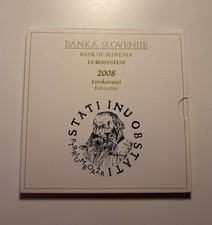 BANKA SLOVENIJE
BANK OF SLOVENIA
EUROSYSTEM
2008
Evrokovanci
Eurocoins
STATI INU OBSTATI